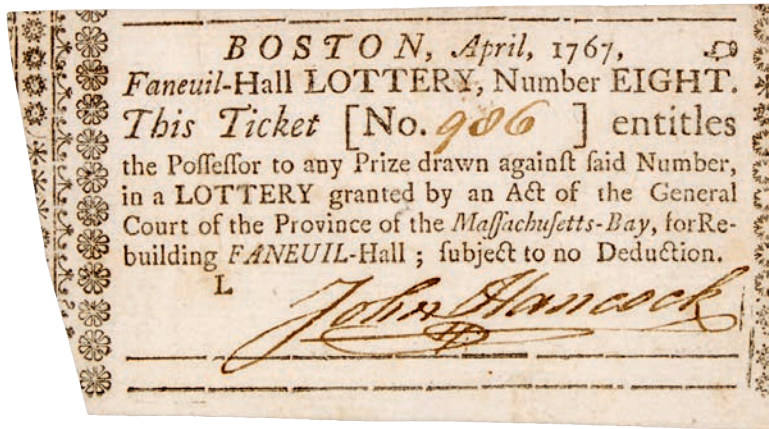 BOSTON, April, 1767,
Faneuil-Hall LOTTERY, Number EIGHT.
This Ticket [No. 986 ] entitles
the Poſſeſſor to any Prize drawn againſt ſaid Number,
in a LOTTERY granted by an Act of the General
Court of the Province of the Maſſachuſetts-Bay, for Re-
building FANEUIL-Hall ; ſubject to no Deduction.
L
John Hancock